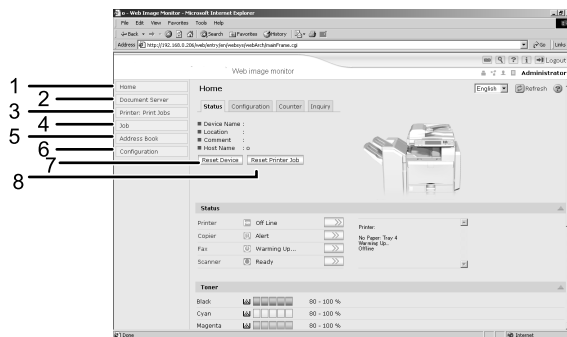 o - Web Image Monitor - Microsoft Internet Explorer
File Edit View Favorites Tools Help
Back Search Favorites History
Address http://192.168.0.206/web/entry/en/websys/webArch/mainFrame.cgi Go Links
Logout
Web image monitor Administrator
1 Home
2 Document Server
3 Printer: Print Jobs
4 Job
5 Address Book
6 Configuration
7
8
Home English Refresh
Status Configuration Counter Inquiry
Device Name :
Location :
Comment :
Host Name : o
Reset Device Reset Printer Job
Status
Printer Off Line
Copier Alert
Fax Warming Up...
Scanner Ready
Printer:
No Paper: Tray 4
Warming Up..
Offline
Toner
Black 80 - 100 %
Cyan 80 - 100 %
Magenta 80 - 100 %
Done Internet